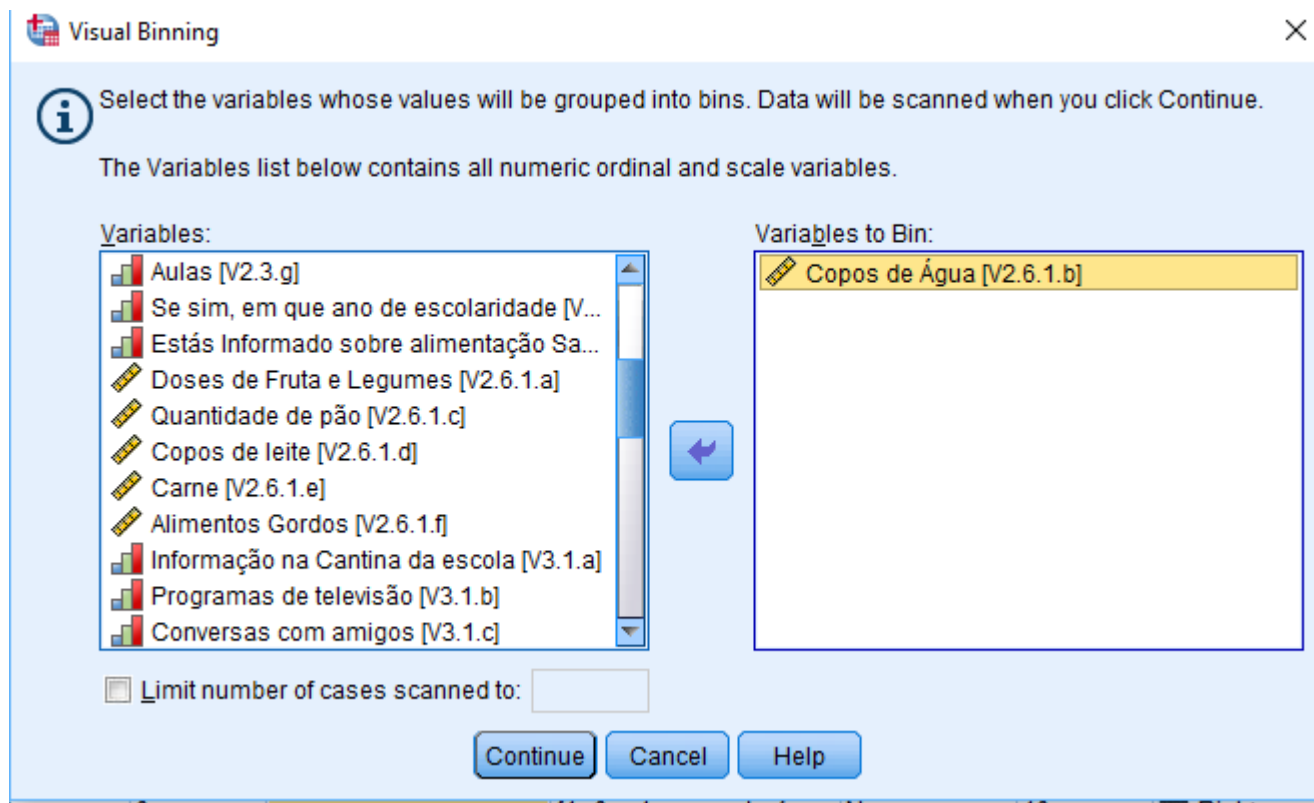 Visual Binning
Select the variables whose values will be grouped into bins. Data will be scanned when you click Continue.
The Variables list below contains all numeric ordinal and scale variables.
Variables:
Aulas [V2.3.g]
Se sim, em que ano de escolaridade [V...
Estás Informado sobre alimentação Sa...
Doses de Fruta e Legumes [V2.6.1.a]
Quantidade de pão [V2.6.1.c]
Copos de leite [V2.6.1.d]
Carne [V2.6.1.e]
Alimentos Gordos [V2.6.1.f]
Informação na Cantina da escola [V3.1.a]
Programas de televisão [V3.1.b]
Conversas com amigos [V3.1.c]
Variables to Bin:
Copos de Água [V2.6.1.b]
Limit number of cases scanned to:
Continue
Cancel
Help